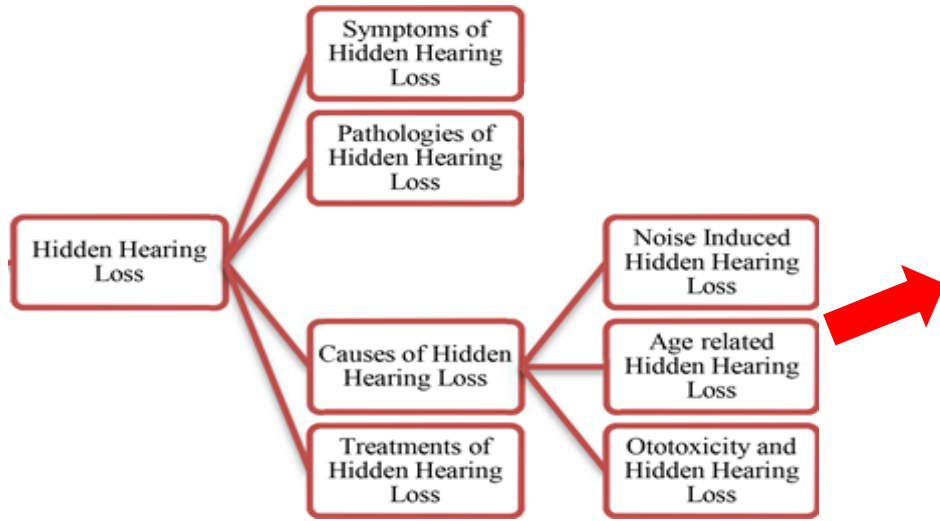 Symptoms of
Hidden Hearing
Loss
Pathologies of
Hidden Hearing
Loss
Hidden Hearing
Loss
Causes of Hidden
Hearing Loss
Treatments of
Hidden Hearing
Loss
Noise Induced
Hidden Hearing
Loss
Age related
Hidden Hearing
Loss
Ototoxicity and
Hidden Hearing
Loss